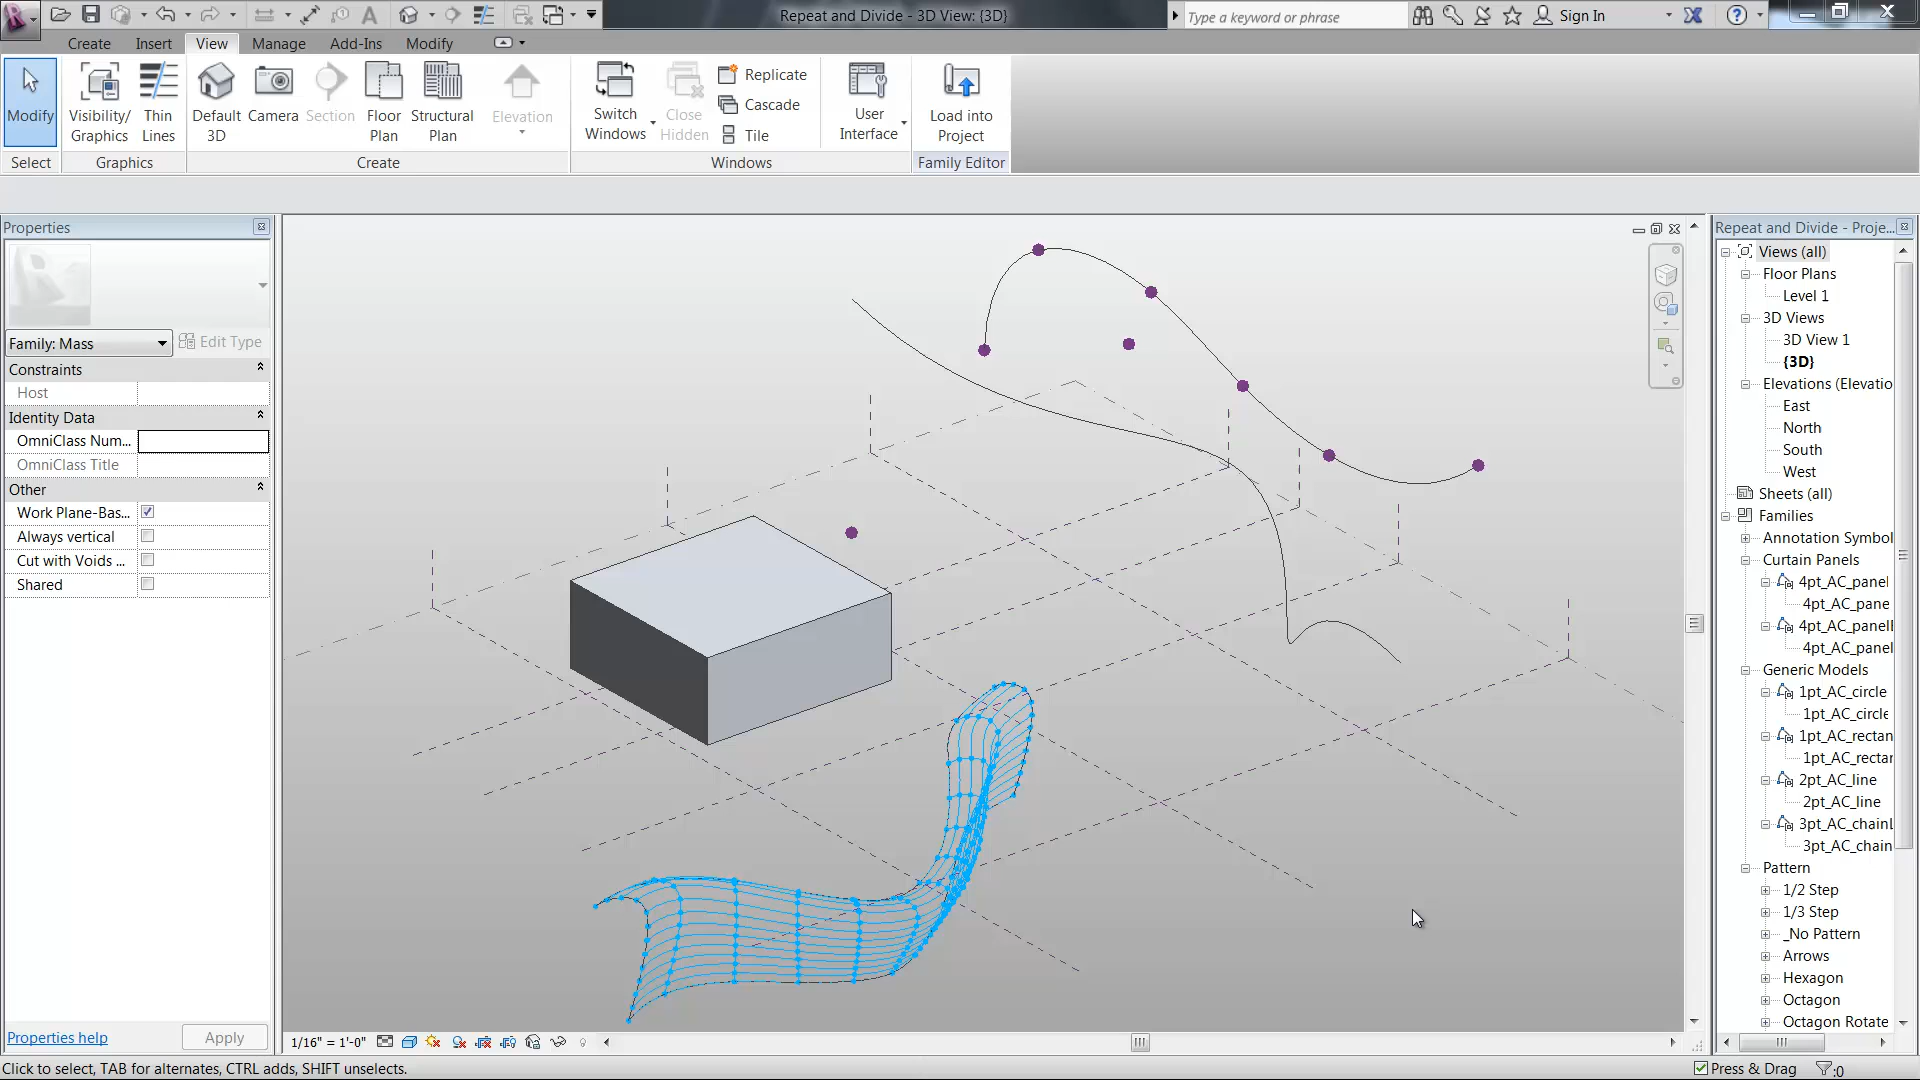 Repeat and Divide - 3D View: {3D}
Type a keyword or phrase
Sign In
Create Insert View Manage Add-Ins Modify
Modify
Visibility/
Graphics
Thin
Lines
Default
3D
Camera
Section
Floor
Plan
Structural
Plan
Elevation
Switch
Windows
Close
Hidden
Replicate
Cascade
Tile
User
Interface
Load into
Project
Select
Graphics
Create
Windows
Family Editor
Properties
Family: Mass
Edit Type
Constraints
Host
Identity Data
OmniClass Num...
OmniClass Title
Other
Work Plane-Bas...
Always vertical
Cut with Voids ...
Shared
Properties help
Apply
1/16" = 1'-0"
Repeat and Divide - Proje...
Views (all)
Floor Plans
Level 1
3D Views
3D View 1
{3D}
Elevations (Elevatio
East
North
South
West
Sheets (all)
Families
Annotation Symbol
Curtain Panels
4pt_AC_panel
4pt_AC_pane
4pt_AC_panelE
4pt_AC_panel
Generic Models
1pt_AC_circle
1pt_AC_circle
1pt_AC_rectan
1pt_AC_rectar
2pt_AC_line
2pt_AC_line
3pt_AC_chainL
3pt_AC_chain
Pattern
1/2 Step
1/3 Step
_No Pattern
Arrows
Hexagon
Octagon
Octagon Rotate
Click to select, TAB for alternates, CTRL adds, SHIFT unselects.
Press & Drag
:0